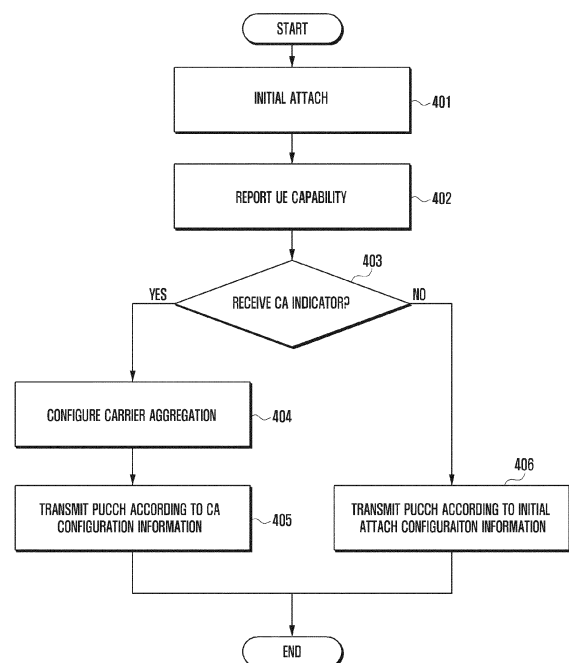 START
INITIAL ATTACH
401
REPORT UE CAPABILITY
402
403
RECEIVE CA INDICATOR?
YES
NO
CONFIGURE CARRIER AGGREGATION
404
TRANSMIT PUCCH ACCORDING TO CA
CONFIGURATION INFORMATION
405
406
TRANSMIT PUCCH ACCORDING TO INITIAL
ATTACH CONFIGURAITON INFORMATION
END